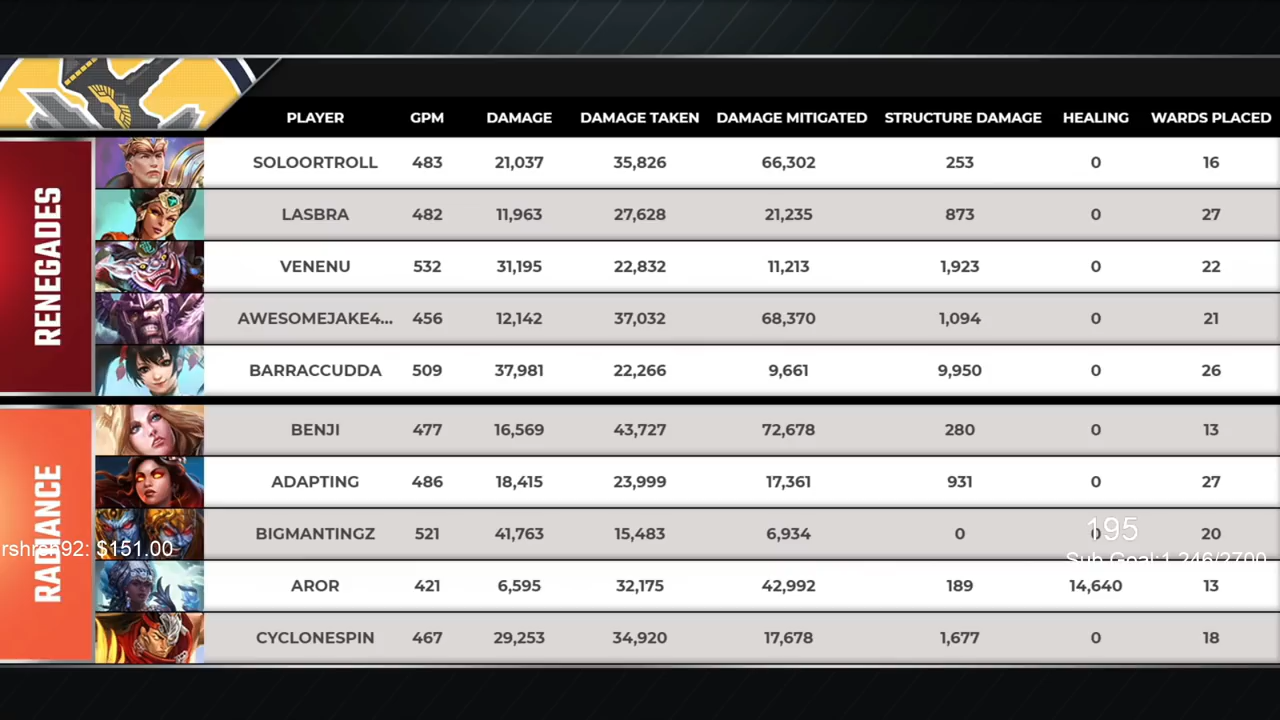 PLAYER GPM DAMAGE DAMAGE TAKEN DAMAGE MITIGATED STRUCTURE DAMAGE HEALING WARDS PLACED
RENEGADES
SOLOORTROLL 483 21,037 35,826 66,302 253 0 16
LASBRA 482 11,963 27,628 21,235 873 0 27
VENENU 532 31,195 22,832 11,213 1,923 0 22
AWESOMEJAKE4... 456 12,142 37,032 68,370 1,094 0 21
BARRACCUDDA 509 37,981 22,266 9,661 9,950 0 26
RADIANCE
BENJI 477 16,569 43,727 72,678 280 0 13
ADAPTING 486 18,415 23,999 17,361 931 0 27
BIGMANTINGZ 521 41,763 15,483 6,934 0 0 20
195
$151.00
Sub Goal:1,246/2700
AROR 421 6,595 32,175 42,992 189 14,640 13
CYCLONESPIN 467 29,253 34,920 17,678 1,677 0 18